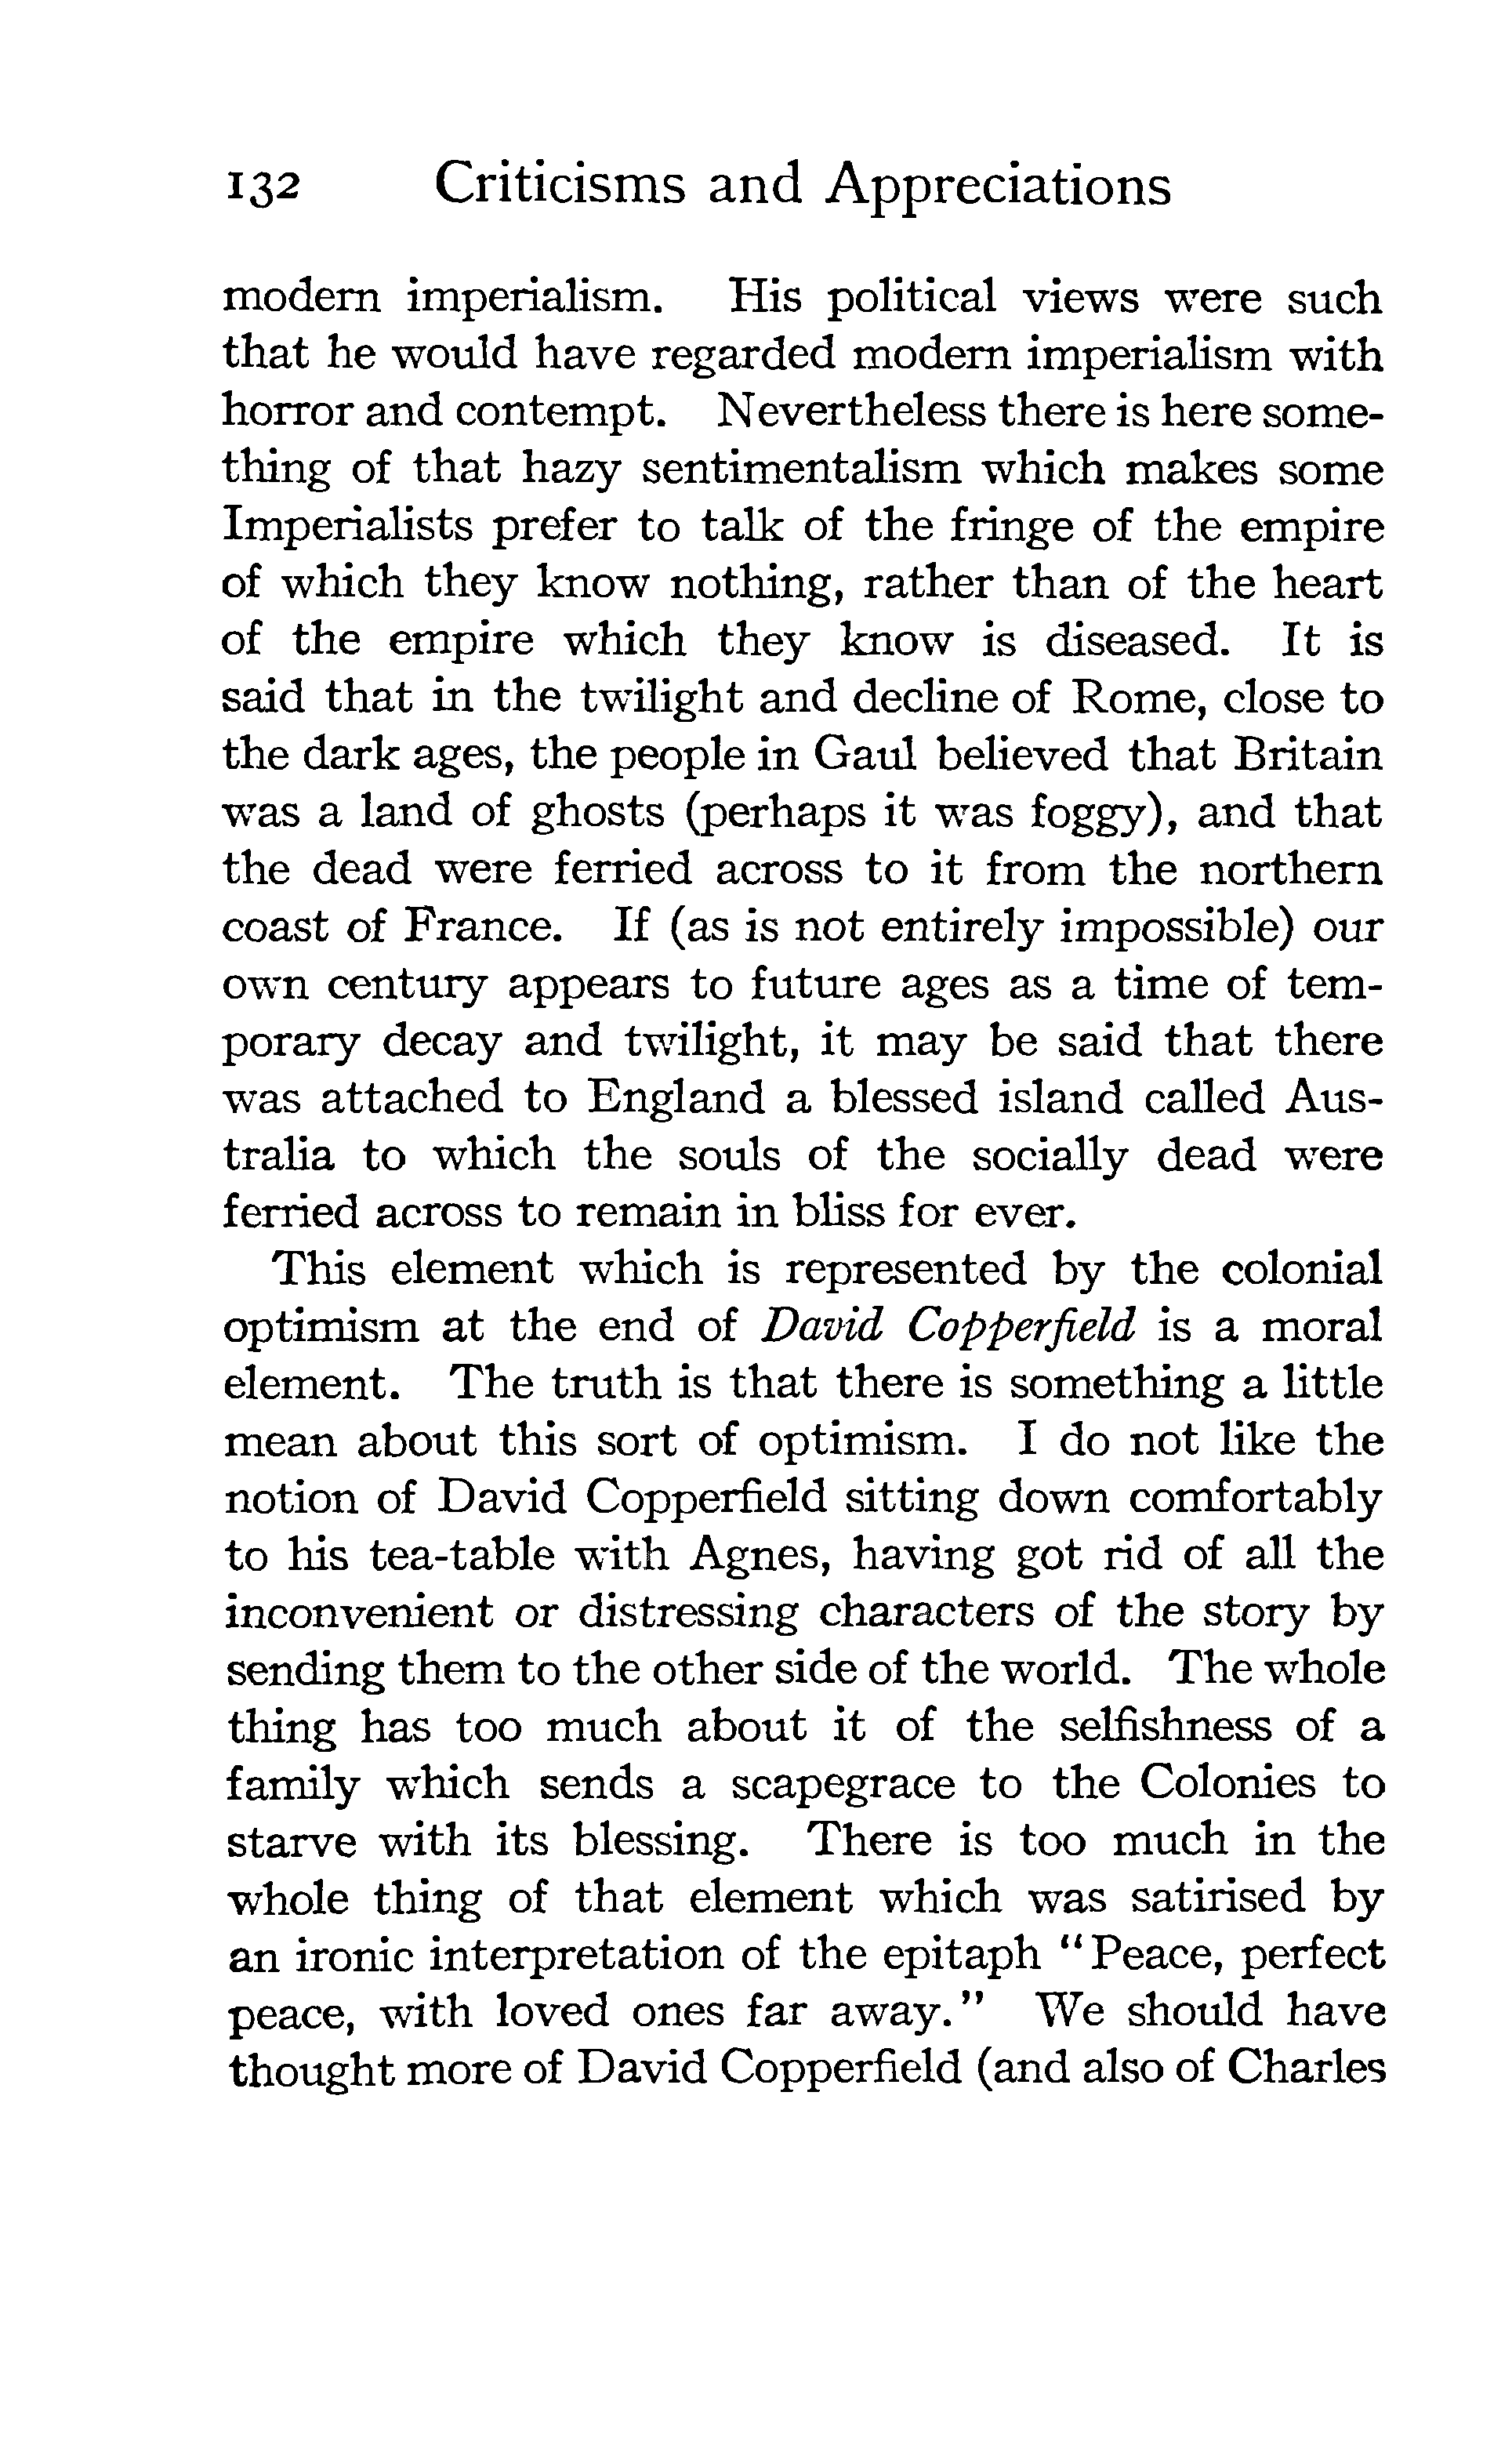 132 Criticisms and Appreciations
modern imperialism. His political views were such
that he would have regarded modern imperialism with
horror and contempt. Nevertheless there is here some-
thing of that hazy sentimentalism which makes some
Imperialists prefer to talk of the fringe of the empire
of which they know nothing, rather than of the heart
of the empire which they know is diseased. It is
said that in the twilight and decline of Rome, close to
the dark ages, the people in Gaul believed that Britain
was a land of ghosts (perhaps it was foggy), and that
the dead were ferried across to it from the northern
coast of France. If (as is not entirely impossible) our
own century appears to future ages as a time of tem-
porary decay and twilight, it may be said that there
was attached to England a blessed island called Aus-
tralia to which the souls of the socially dead were
ferried across to remain in bliss for ever.
This element which is represented by the colonial
optimism at the end of David Copperfield is a moral
element. The truth is that there is something a little
mean about this sort of optimism. I do not like the
notion of David Copperfield sitting down comfortably
to his tea-table with Agnes, having got rid of all the
inconvenient or distressing characters of the story by
sending them to the other side of the world. The whole
thing has too much about it of the selfishness of a
family which sends a scapegrace to the Colonies to
starve with its blessing. There is too much in the
whole thing of that element which was satirised by
an ironic interpretation of the epitaph "Peace, perfect
peace, with loved ones far away." We should have
thought more of David Copperfield (and also of Charles